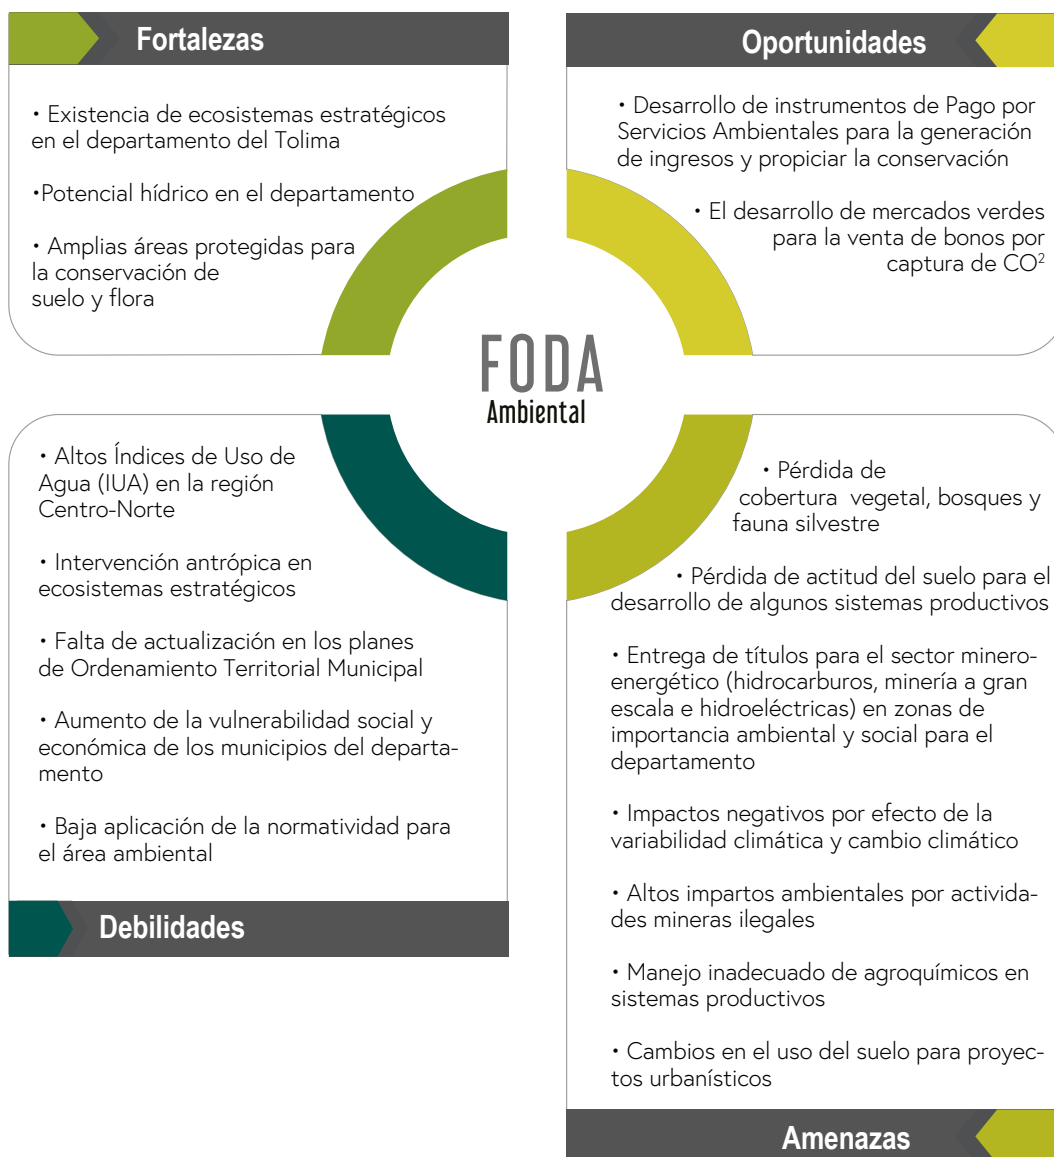 Fortalezas
• Existencia de ecosistemas estratégicos
en el departamento del Tolima
•Potencial hídrico en el departamento
• Amplias áreas protegidas para
la conservación de
suelo y flora
Oportunidades
• Desarrollo de instrumentos de Pago por
Servicios Ambientales para la generación
de ingresos y propiciar la conservación
• El desarrollo de mercados verdes
para la venta de bonos por
captura de CO²
FODA
Ambiental
• Altos Índices de Uso de
Agua (IUA) en la región
Centro-Norte
• Intervención antrópica en
ecosistemas estratégicos
• Falta de actualización en los planes
de Ordenamiento Territorial Municipal
• Aumento de la vulnerabilidad social y
económica de los municipios del departa-
mento
• Baja aplicación de la normatividad para
el área ambiental
Debilidades
• Pérdida de
cobertura vegetal, bosques y
fauna silvestre
• Pérdida de actitud del suelo para el
desarrollo de algunos sistemas productivos
• Entrega de títulos para el sector minero-
energético (hidrocarburos, minería a gran
escala e hidroeléctricas) en zonas de
importancia ambiental y social para el
departamento
• Impactos negativos por efecto de la
variabilidad climática y cambio climático
• Altos impartos ambientales por activida-
des mineras ilegales
• Manejo inadecuado de agroquímicos en
sistemas productivos
• Cambios en el uso del suelo para proyec-
tos urbanísticos
Amenazas